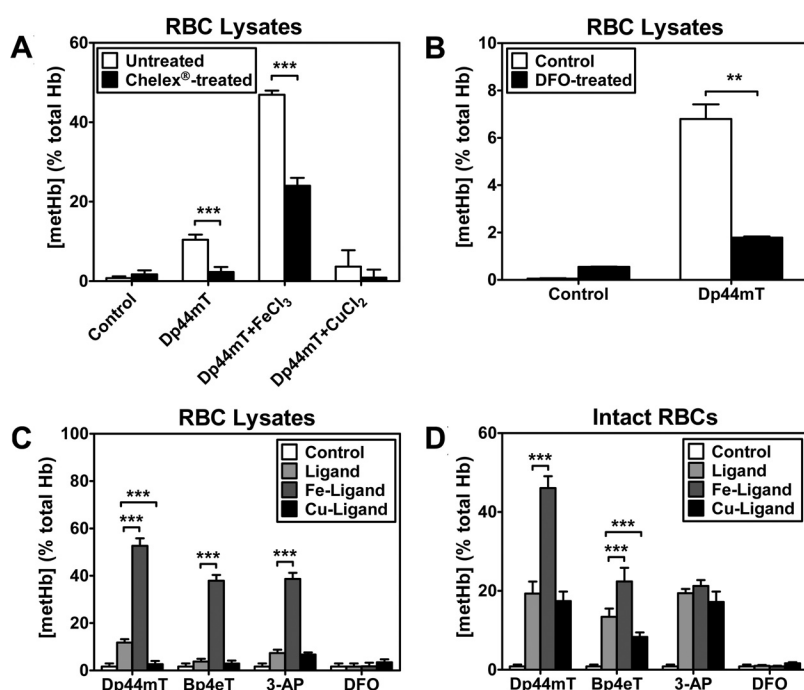 A
RBC Lysates
[metHb] (% total Hb)
60
40
20
0
Untreated
Chelex®-treated
***
***
Control
Dp44mT
Dp44mT+FeCl₃
Dp44mT+CuCl₂
B
RBC Lysates
[metHb] (% total Hb)
10
8
6
4
2
0
Control
DFO-treated
**
Control
Dp44mT
C
RBC Lysates
[metHb] (% total Hb)
100
80
60
40
20
0
Control
Ligand
Fe-Ligand
Cu-Ligand
***
***
***
***
Dp44mT
Bp4eT
3-AP
DFO
D
Intact RBCs
[metHb] (% total Hb)
60
40
20
0
Control
Ligand
Fe-Ligand
Cu-Ligand
***
***
***
Dp44mT
Bp4eT
3-AP
DFO